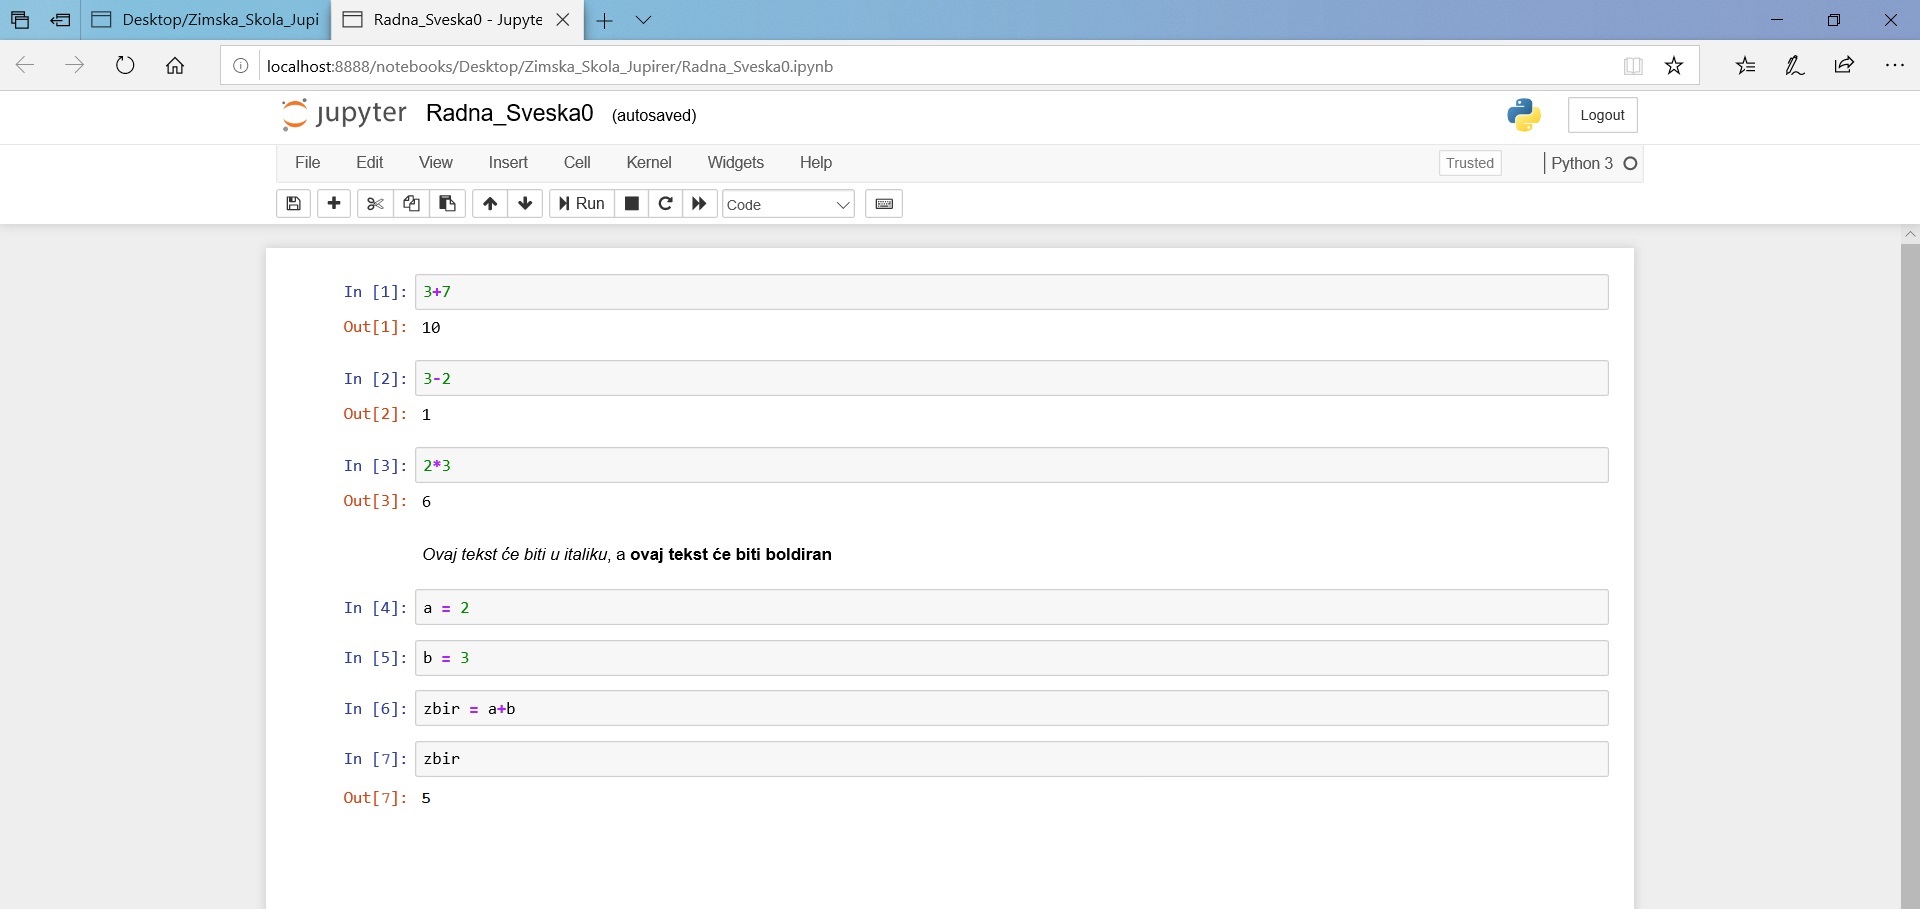 Desktop/Zimska_Skola_Jupi
Radna_Sveska0 - Jupyte
localhost:8888/notebooks/Desktop/Zimska_Skola_Jupirer/Radna_Sveska0.ipynb
jupyter Radna_Sveska0 (autosaved) Logout
File Edit View Insert Cell Kernel Widgets Help Trusted Python 3
Run Code
In [1]: 3+7
Out[1]: 10
In [2]: 3-2
Out[2]: 1
In [3]: 2*3
Out[3]: 6
Ovaj tekst će biti u italiku, a ovaj tekst će biti boldiran
In [4]: a = 2
In [5]: b = 3
In [6]: zbir = a+b
In [7]: zbir
Out[7]: 5